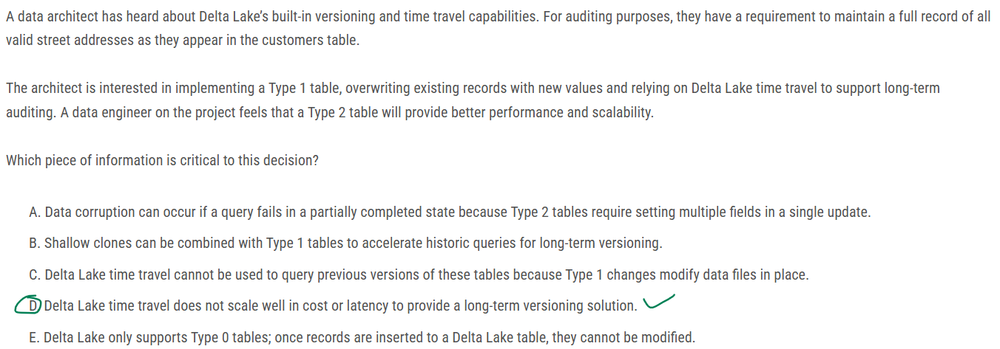 A data architect has heard about Delta Lake's built-in versioning and time travel capabilities. For auditing purposes, they have a requirement to maintain a full record of all
valid street addresses as they appear in the customers table.
The architect is interested in implementing a Type 1 table, overwriting existing records with new values and relying on Delta Lake time travel to support long-term
auditing. A data engineer on the project feels that a Type 2 table will provide better performance and scalability.
Which piece of information is critical to this decision?
A. Data corruption can occur if a query fails in a partially completed state because Type 2 tables require setting multiple fields in a single update.
B. Shallow clones can be combined with Type 1 tables to accelerate historic queries for long-term versioning.
C. Delta Lake time travel cannot be used to query previous versions of these tables because Type 1 changes modify data files in place.
D Delta Lake time travel does not scale well in cost or latency to provide a long-term versioning solution.
E. Delta Lake only supports Type 0 tables; once records are inserted to a Delta Lake table, they cannot be modified.